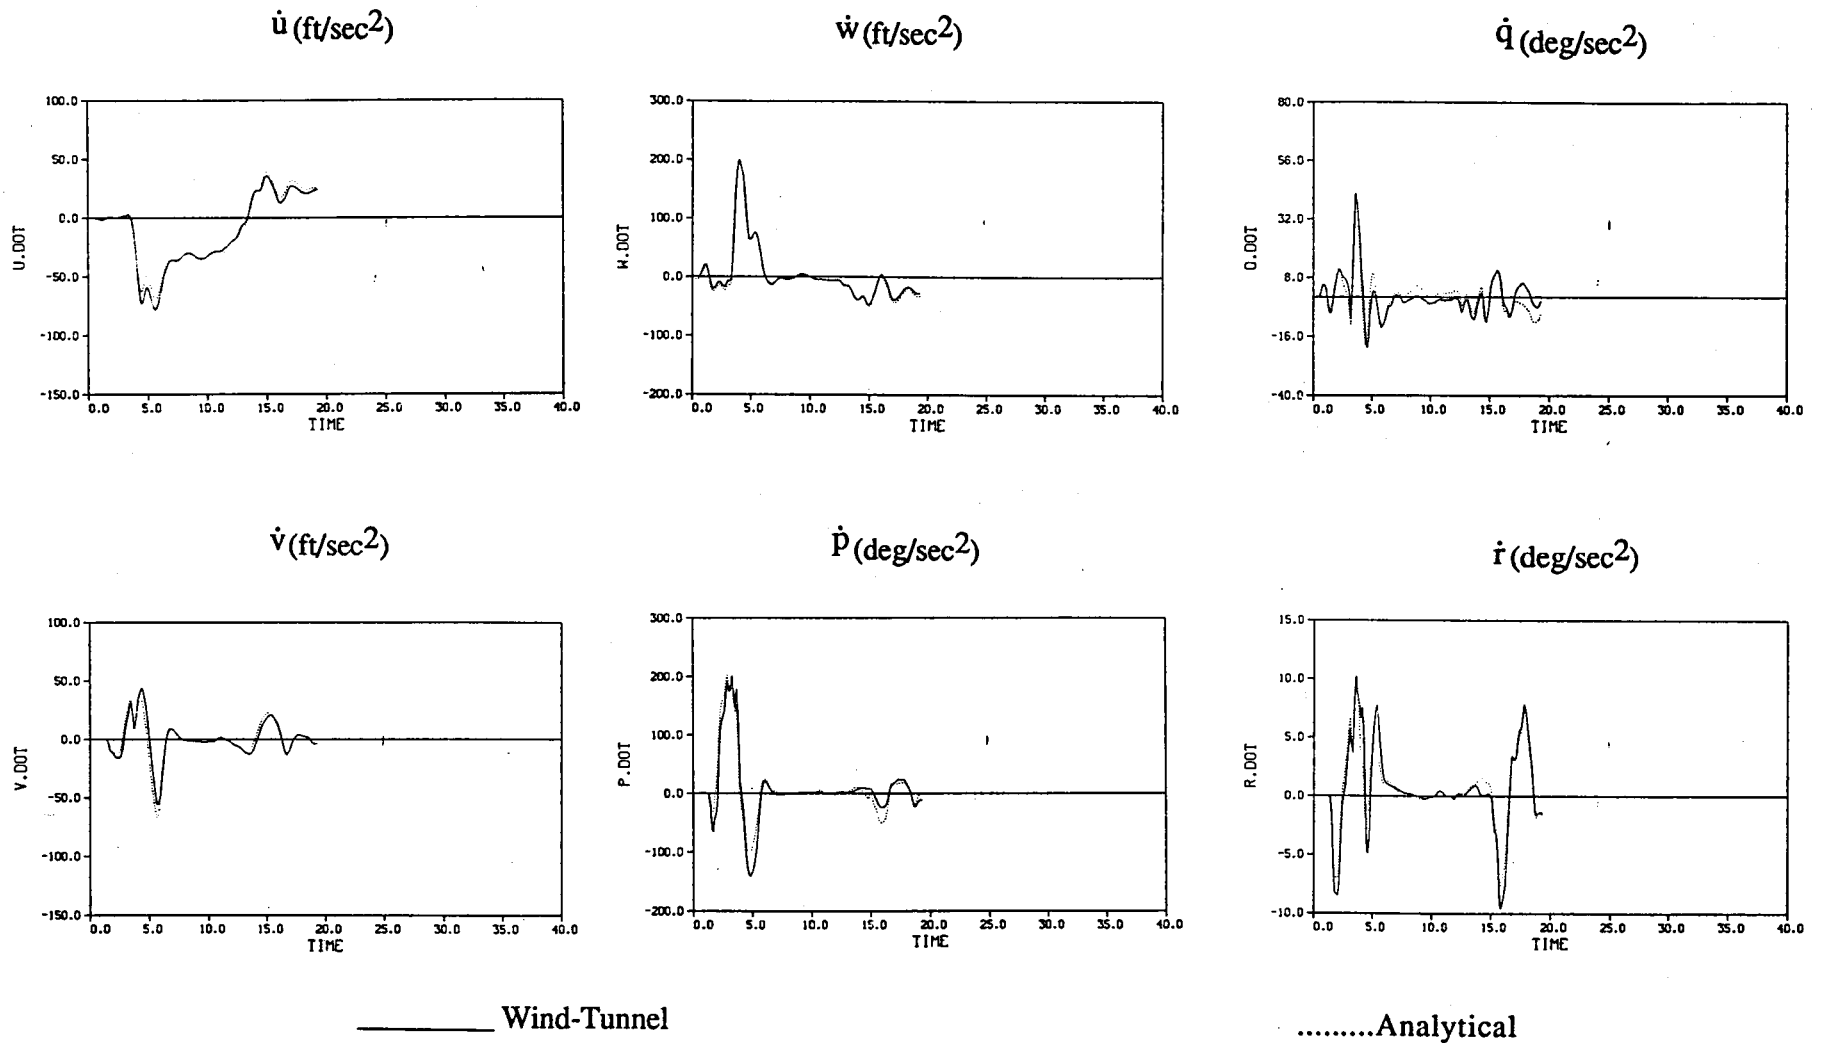 u̇ (ft/sec2)
ẇ (ft/sec2)
q̇ (deg/sec2)
100.0
50.0
0.0
-50.0
-100.0
-150.0
U.DOT
0.0 5.0 10.0 15.0 20.0 25.0 30.0 35.0 40.0
TIME
300.0
200.0
100.0
0.0
-100.0
-200.0
W.DOT
0.0 5.0 10.0 15.0 20.0 25.0 30.0 35.0 40.0
TIME
80.0
56.0
32.0
8.0
-16.0
-40.0
Q.DOT
0.0 5.0 10.0 15.0 20.0 25.0 30.0 35.0 40.0
TIME
v̇ (ft/sec2)
ṗ (deg/sec2)
ṙ (deg/sec2)
100.0
50.0
0.0
-50.0
-100.0
-150.0
V.DOT
0.0 5.0 10.0 15.0 20.0 25.0 30.0 35.0 40.0
TIME
300.0
200.0
100.0
0.0
-100.0
-200.0
P.DOT
0.0 5.0 10.0 15.0 20.0 25.0 30.0 35.0 40.0
TIME
15.0
10.0
5.0
0.0
-5.0
-10.0
R.DOT
0.0 5.0 10.0 15.0 20.0 25.0 30.0 35.0 40.0
TIME
Wind-Tunnel
.........Analytical